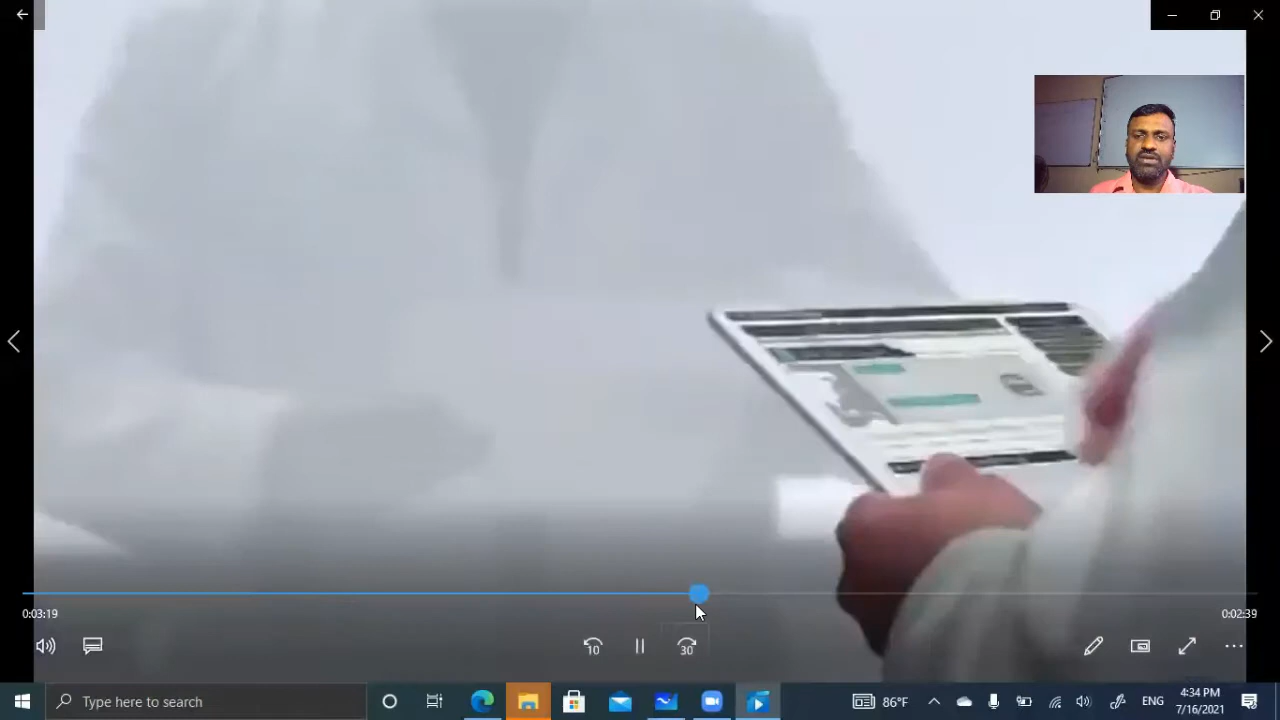 0:03:19
0:02:39
10
30
Type here to search
86°F
ENG
4:34 PM
7/16/2021